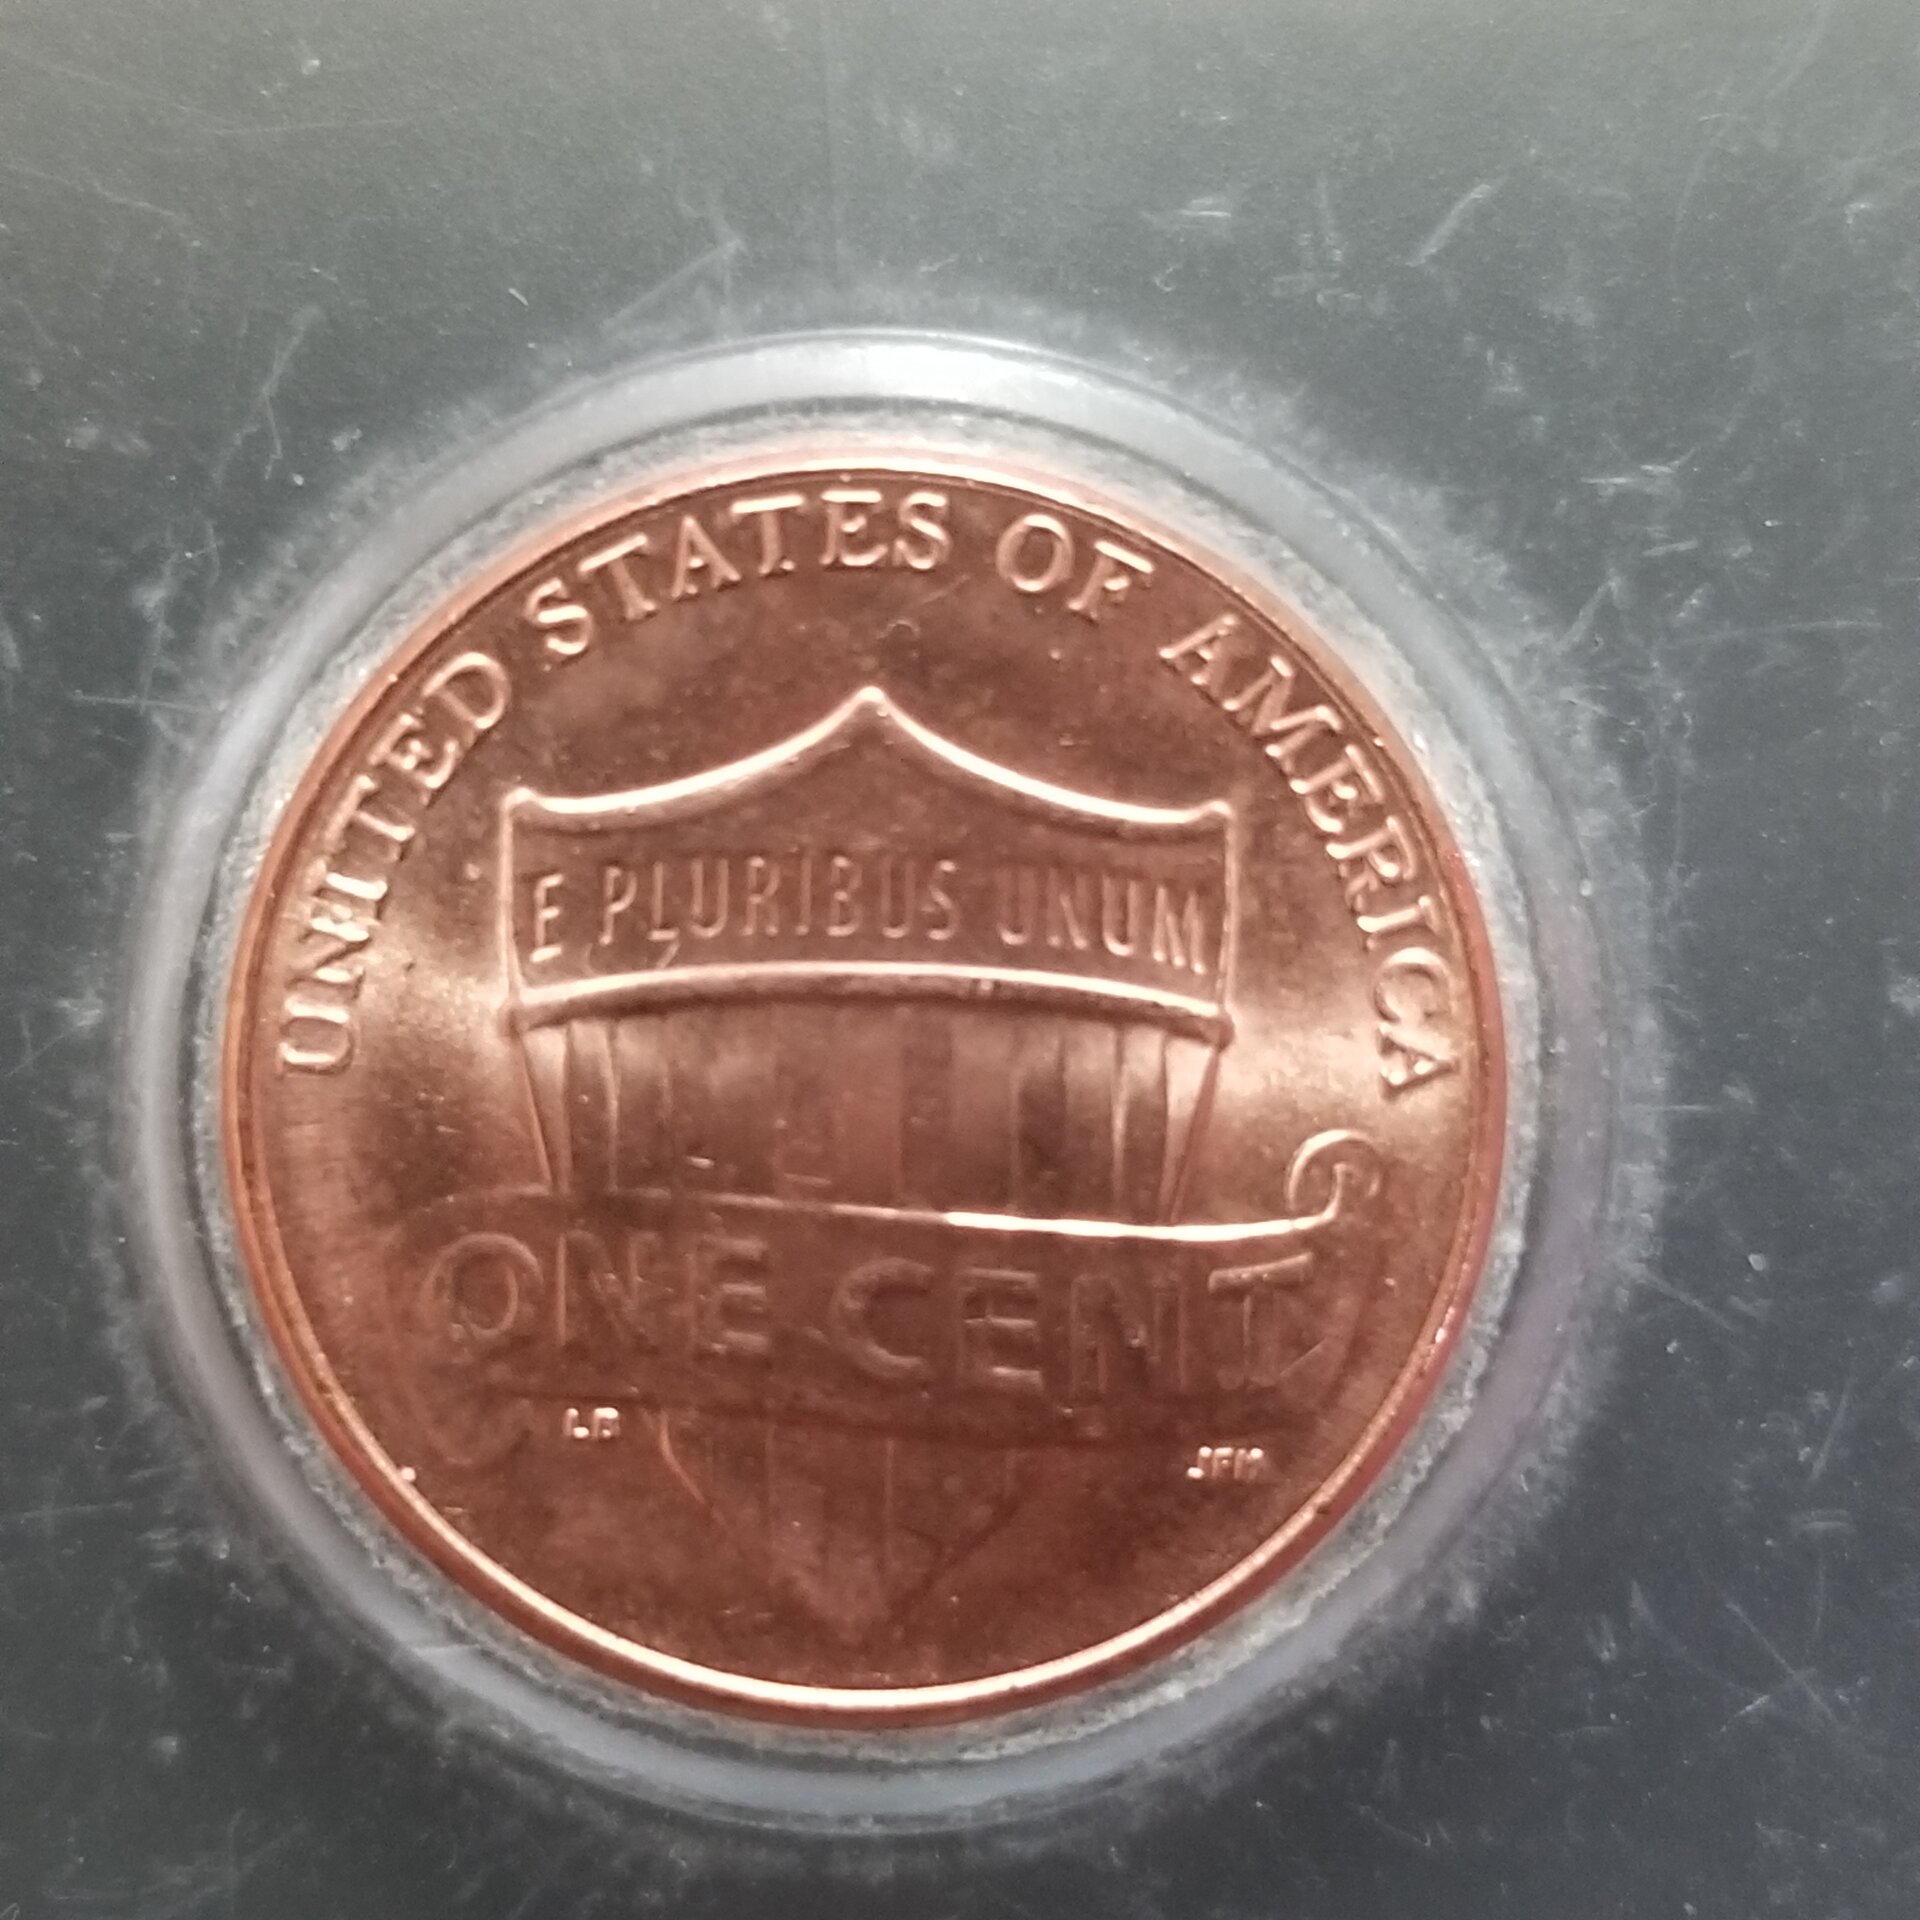 UNITED STATES OF AMERICA
E PLURIBUS UNUM
ONE CENT
LB
JFM